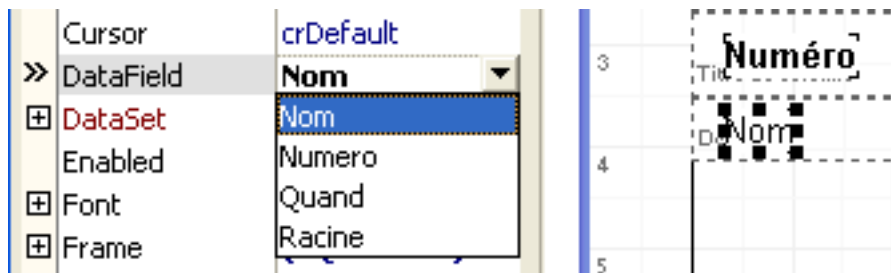 Cursor crDefault
DataField Nom
DataSet Nom
Enabled Numero
Font Quand
Frame Racine
3 Numéro
Nom
4
5